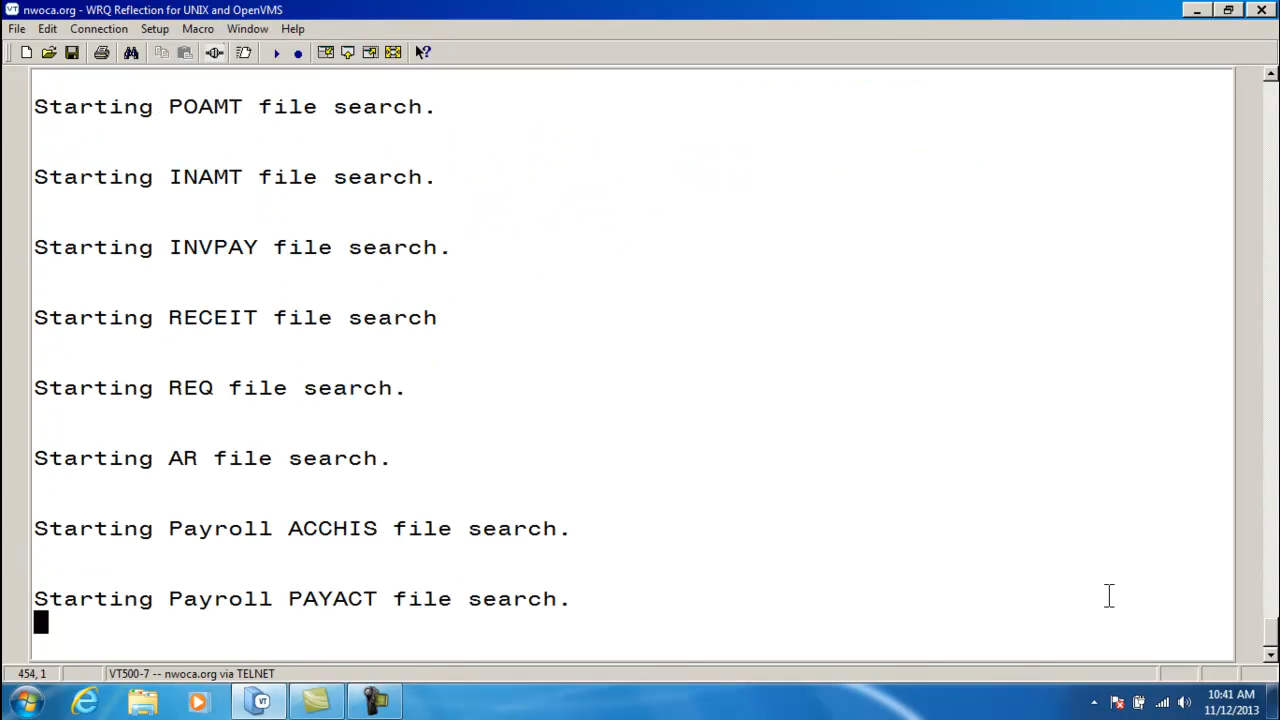 nwoca.org - WRQ Reflection for UNIX and OpenVMS
File Edit Connection Setup Macro Window Help
Starting POAMT file search.
Starting INAMT file search.
Starting INVPAY file search.
Starting RECEIT file search
Starting REQ file search.
Starting AR file search.
Starting Payroll ACCHIS file search.
Starting Payroll PAYACT file search.
454,1 VT500-7 -- nwoca.org via TELNET
10:41 AM
11/12/2013